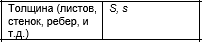 Толщина (листов, S, s
стенок, ребер, и
т.д.)